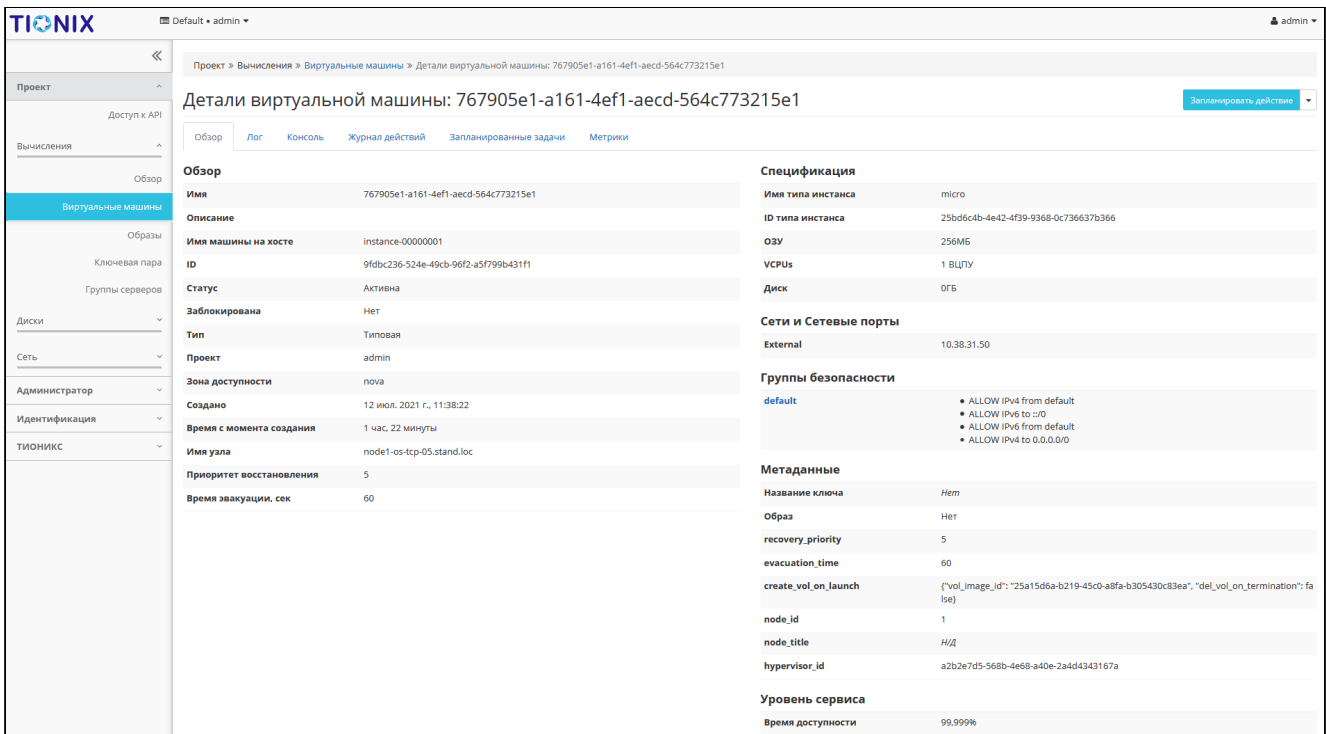 TIONIX
Default • admin
admin
Проект » Вычисления » Виртуальные машины » Детали виртуальной машины: 767905e1-a161-4ef1-aecd-564c773215e1
Детали виртуальной машины: 767905e1-a161-4ef1-aecd-564c773215e1
Запланировать действие
Проект
Доступ к API
Вычисления
Обзор
Виртуальные машины
Образы
Ключевая пара
Группы серверов
Диски
Сеть
Администратор
Идентификация
ТИОНИКС
Обзор Лог Консоль Журнал действий Запланированные задачи Метрики
Обзор
Имя 767905e1-a161-4ef1-aecd-564c773215e1
Описание
Имя машины на хосте instance-00000001
ID 9fdbc236-524e-49cb-96f2-a5f799b431f1
Статус Активна
Заблокирована Нет
Тип Типовая
Проект admin
Зона доступности nova
Создано 12 июл. 2021 г., 11:38:22
Время с момента создания 1 час, 22 минуты
Имя узла node1-os-tcp-05.stand.loc
Приоритет восстановления 5
Время эвакуации, сек 60
Спецификация
Имя типа инстанса micro
ID типа инстанса 25bd6c4b-4e42-4f39-9368-0c736637b366
ОЗУ 256МБ
VCPUs 1 ВЦПУ
Диск 0ГБ
Сети и Сетевые порты
External 10.38.31.50
Группы безопасности
default • ALLOW IPv4 from default
• ALLOW IPv6 to ::/0
• ALLOW IPv6 from default
• ALLOW IPv4 to 0.0.0.0/0
Метаданные
Название ключа Нет
Образ Нет
recovery_priority 5
evacuation_time 60
create_vol_on_launch {"vol_image_id": "25a15d6a-b219-45c0-a8fa-b305430c83ea", "del_vol_on_termination": fa
lse}
node_id 1
node_title Н/Д
hypervisor_id a2b2e7d5-568b-4e68-a40e-2a4d4343167a
Уровень сервиса
Время доступности 99,999%